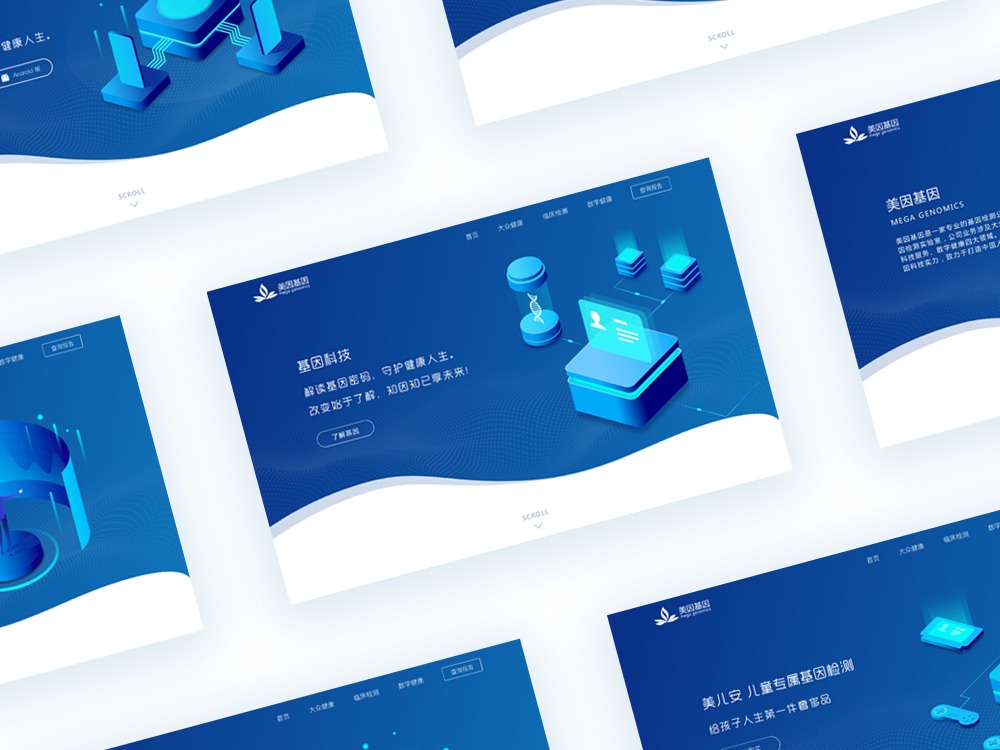 健康人生。
Android 版
SCROLL
SCROLL
美因基因
mega genomics
美因基因
MEGA GENOMICS
美因基因是一家专业的基因检测公
因检测实验室，公司业务涉及大
科技服务、数字健康四大领域。
因科技实力，致力于打造中国人
首页
大众健康
临床检测
数字健康
查询报告
美因基因
mega genomics
基因科技
解读基因密码，守护健康人生。
改变始于了解，知因知已享未来！
了解基因
SCROLL
数字健康
查询报告
首页
大众健康
临床检测
数字健康
查询报告
首页
大众健康
临床检测
美因基因
mega genomics
美儿安 儿童专属基因检测
给孩子人生第一件奢侈品